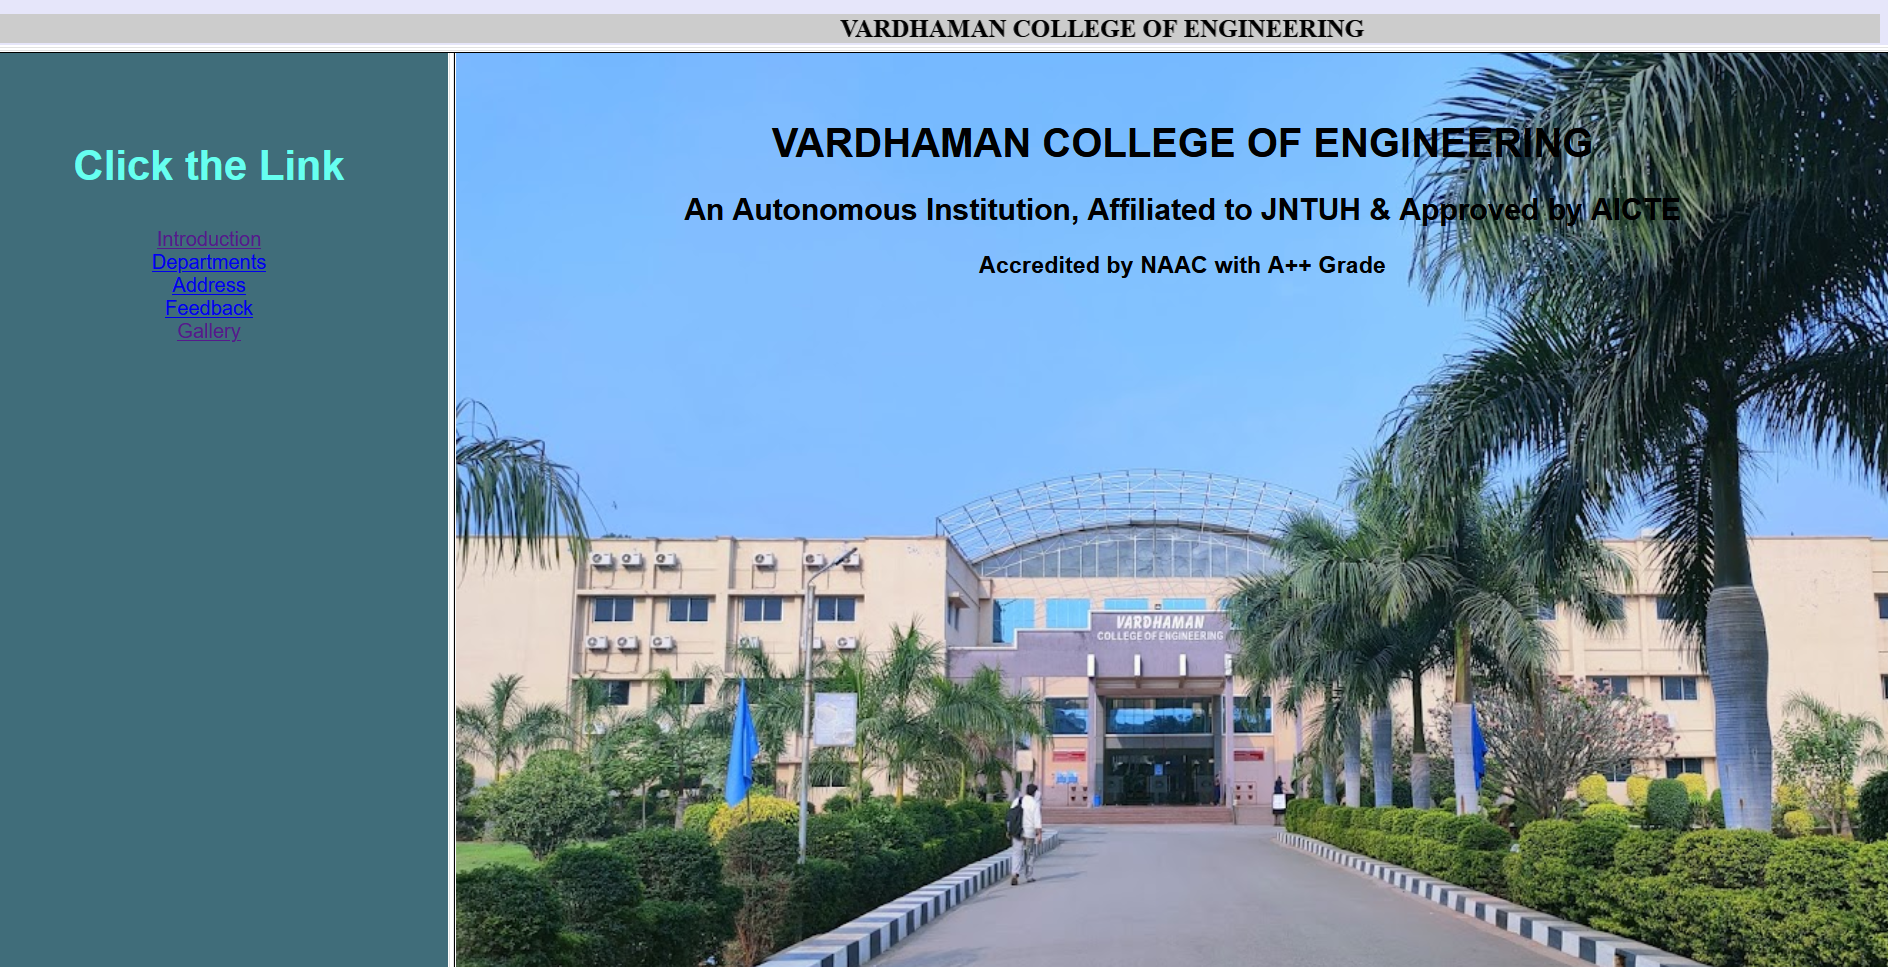 VARDHAMAN COLLEGE OF ENGINEERING
Click the Link
Introduction
Departments
Address
Feedback
Gallery
VARDHAMAN COLLEGE OF ENGINEERING
An Autonomous Institution, Affiliated to JNTUH & Approved by AICTE
Accredited by NAAC with A++ Grade
VARDHAMAN
COLLEGE OF ENGINEERING